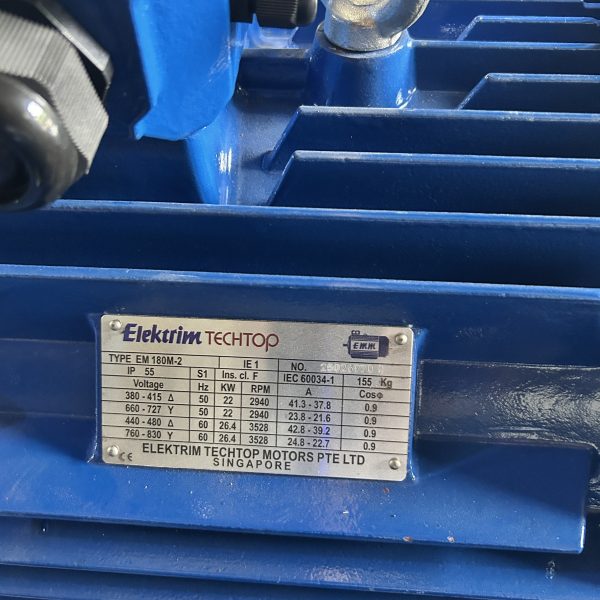 Elektrim TECHTOP
EMM
TYPE EM 180M-2 IE 1 NO.
IP 55 S1 Ins. cl. F IEC 60034-1 155 Kg
Voltage Hz KW RPM A Cosφ
380 - 415 Δ 50 22 2940 41.3 - 37.8 0.9
660 - 727 Y 50 22 2940 23.8 - 21.6 0.9
440 - 480 Δ 60 26.4 3528 42.8 - 39.2 0.9
760 - 830 Y 60 26.4 3528 24.8 - 22.7 0.9
CE ELEKTRIM TECHTOP MOTORS PTE LTD
SINGAPORE